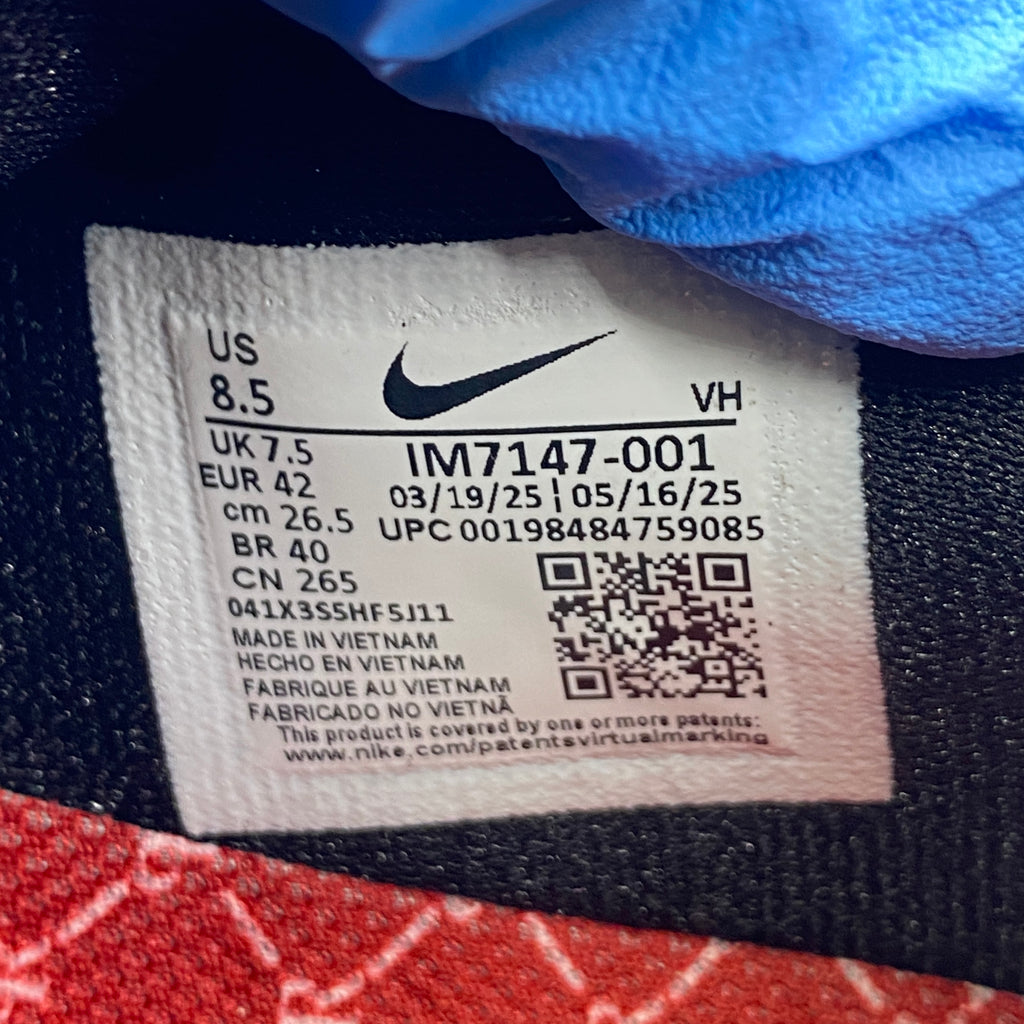 US
8.5
VH
UK 7.5
EUR 42
cm 26.5
BR 40
CN 265
IM7147-001
03/19/25 ¦ 05/16/25
UPC 00198484759085
041X3S5HF5J11
MADE IN VIETNAM
HECHO EN VIETNAM
FABRIQUE AU VIETNAM
FABRICADO NO VIETNÃ
This product is covered by one or more patents:
www.nike.com/patentsvirtualmarking